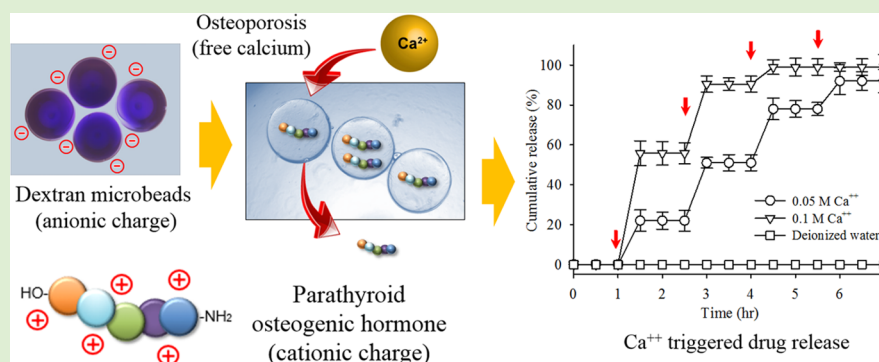 Osteoporosis
(free calcium)
Ca²⁺
Dextran microbeads
(anionic charge)
HO-
-NH₂
Parathyroid
osteogenic hormone
(cationic charge)
Cumulative release (%)
100
80
60
40
20
0
0.05 M Ca⁺⁺
0.1 M Ca⁺⁺
Deionized water
0 1 2 3 4 5 6
Time (hr)
Ca⁺⁺ triggered drug release